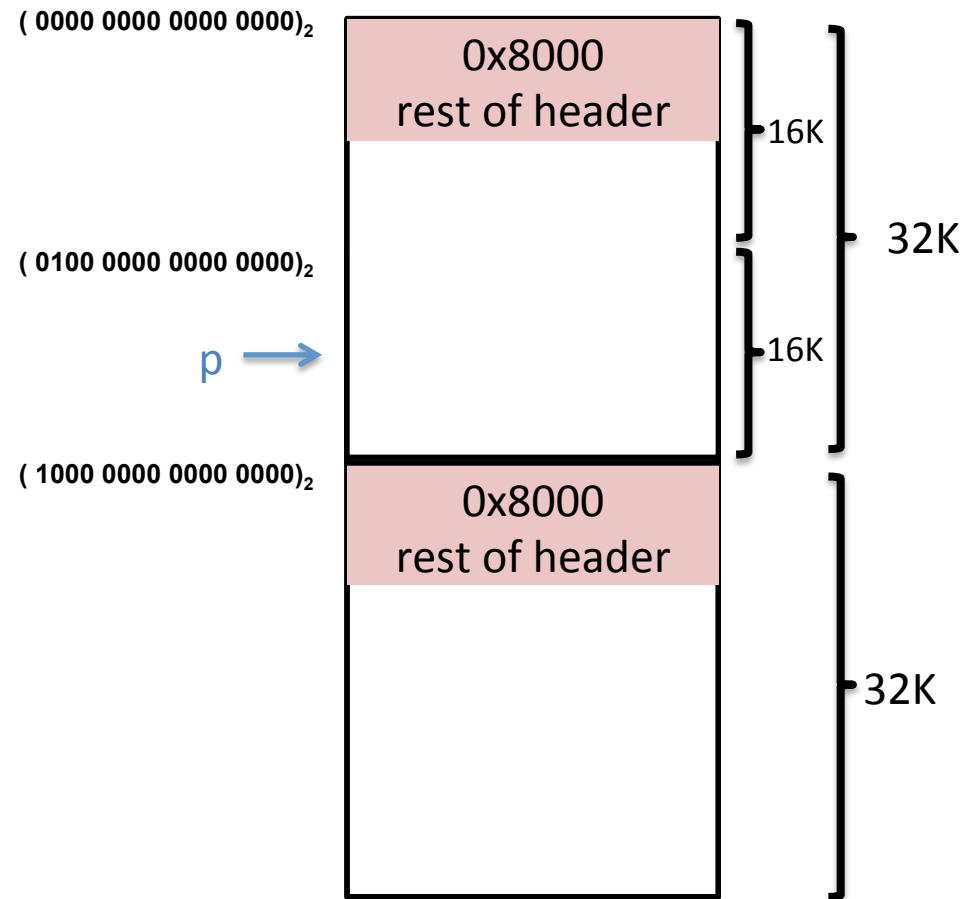 ( 0000 0000 0000 0000)₂
0x8000
rest of header
16K
32K
( 0100 0000 0000 0000)₂
p
16K
( 1000 0000 0000 0000)₂
0x8000
rest of header
32K